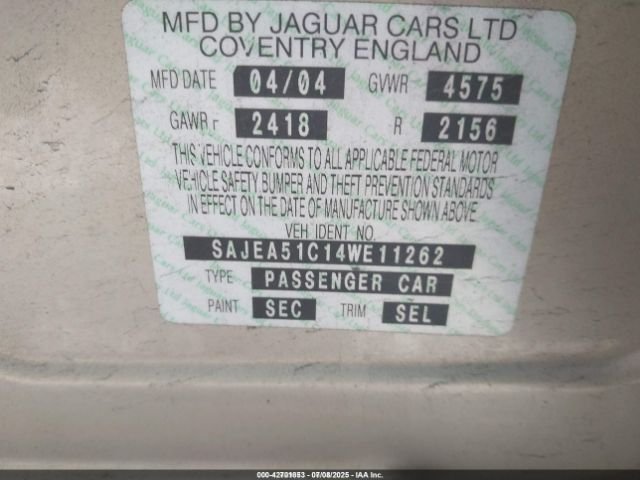 MFD BY JAGUAR CARS LTD
COVENTRY ENGLAND
MFD DATE 04/04 GVWR 4575
GAWR F 2418 R 2156
THIS VEHICLE CONFORMS TO ALL APPLICABLE FEDERAL MOTOR
VEHICLE SAFETY, BUMPER AND THEFT PREVENTION STANDARDS
IN EFFECT ON THE DATE OF MANUFACTURE SHOWN ABOVE
VEH. IDENT NO.
SAJEA51C14WE11262
TYPE PASSENGER CAR
PAINT SEC TRIM SEL
000-42701653 - 07/08/2025 - IAA Inc.